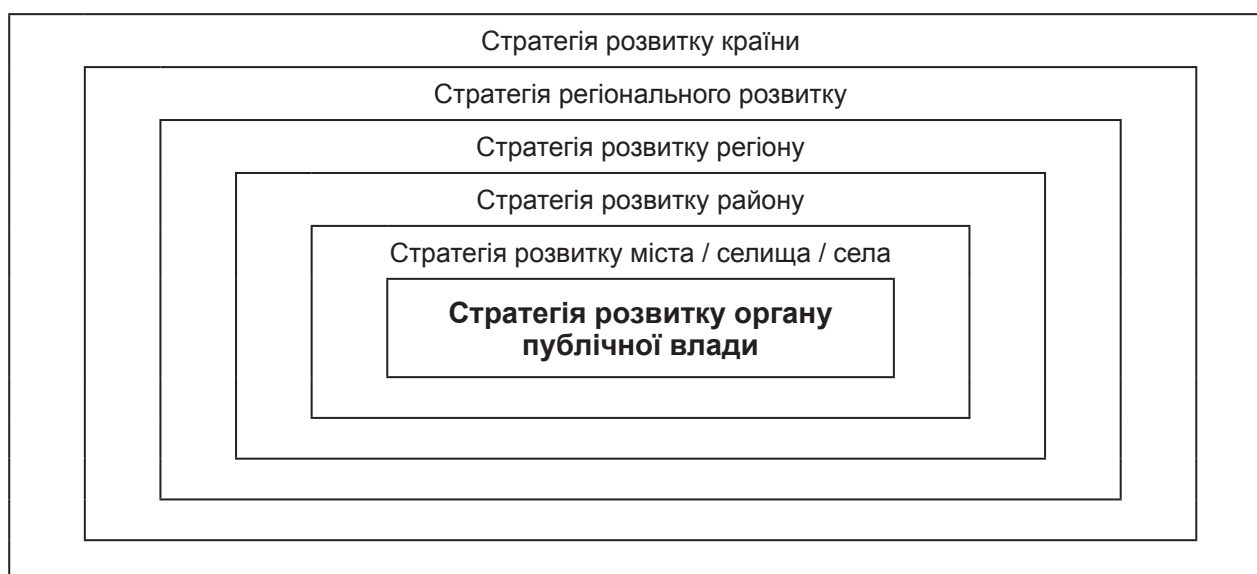 Стратегія розвитку країни
Стратегія регіонального розвитку
Стратегія розвитку регіону
Стратегія розвитку району
Стратегія розвитку міста / селища / села
Стратегія розвитку органу
публічної влади